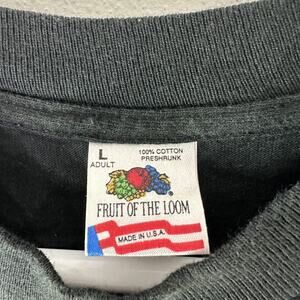 L
ADULT
100% COTTON
PRESHRUNK
FRUIT OF THE LOOM
MADE IN U.S.A.